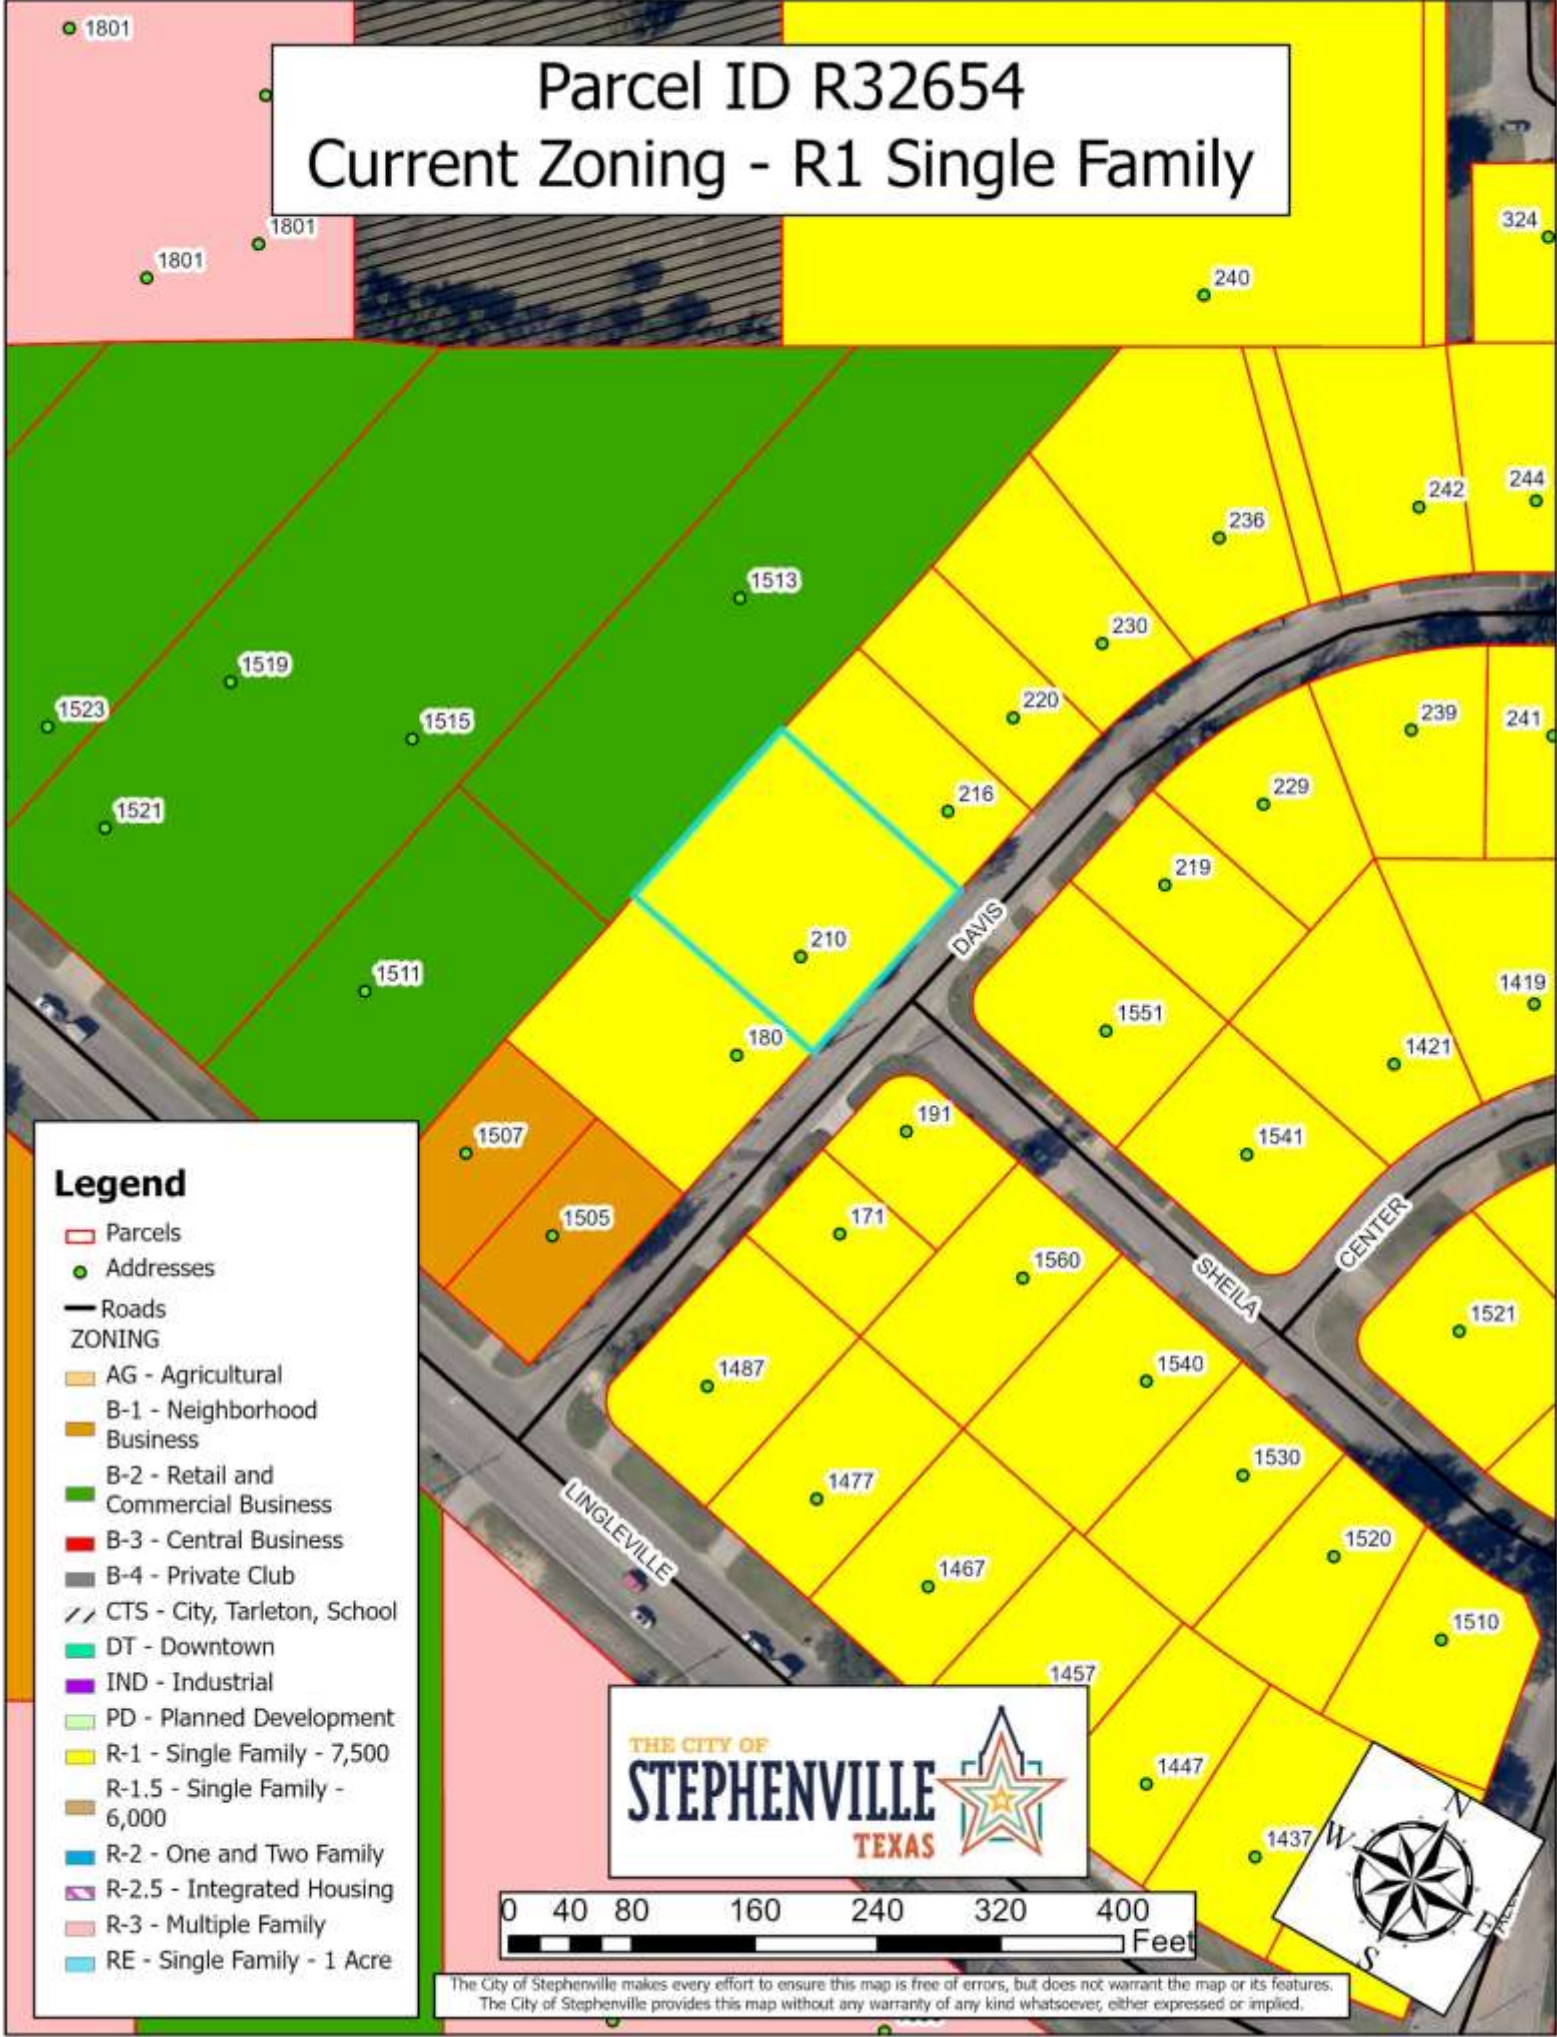 1801
Parcel ID R32654
Current Zoning - R1 Single Family
1801
1801
324
240
242
244
236
1513
230
1519
1523
1515
220
239
241
1521
216
229
219
210
DAVIS
1511
1419
1551
180
1421
191
1507
1541
1505
171
CENTER
1560
SHEILA
1521
1487
1540
1477
LINGLEVILLE
1530
1467
1520
1510
1457
1447
1437
Legend
Parcels
Addresses
Roads
ZONING
AG - Agricultural
B-1 - Neighborhood
Business
B-2 - Retail and
Commercial Business
B-3 - Central Business
B-4 - Private Club
CTS - City, Tarleton, School
DT - Downtown
IND - Industrial
PD - Planned Development
R-1 - Single Family - 7,500
R-1.5 - Single Family -
6,000
R-2 - One and Two Family
R-2.5 - Integrated Housing
R-3 - Multiple Family
RE - Single Family - 1 Acre
THE CITY OF
STEPHENVILLE
TEXAS
N
W
E
S
0 40 80 160 240 320 400
Feet
The City of Stephenville makes every effort to ensure this map is free of errors, but does not warrant the map or its features.
The City of Stephenville provides this map without any warranty of any kind whatsoever, either expressed or implied.